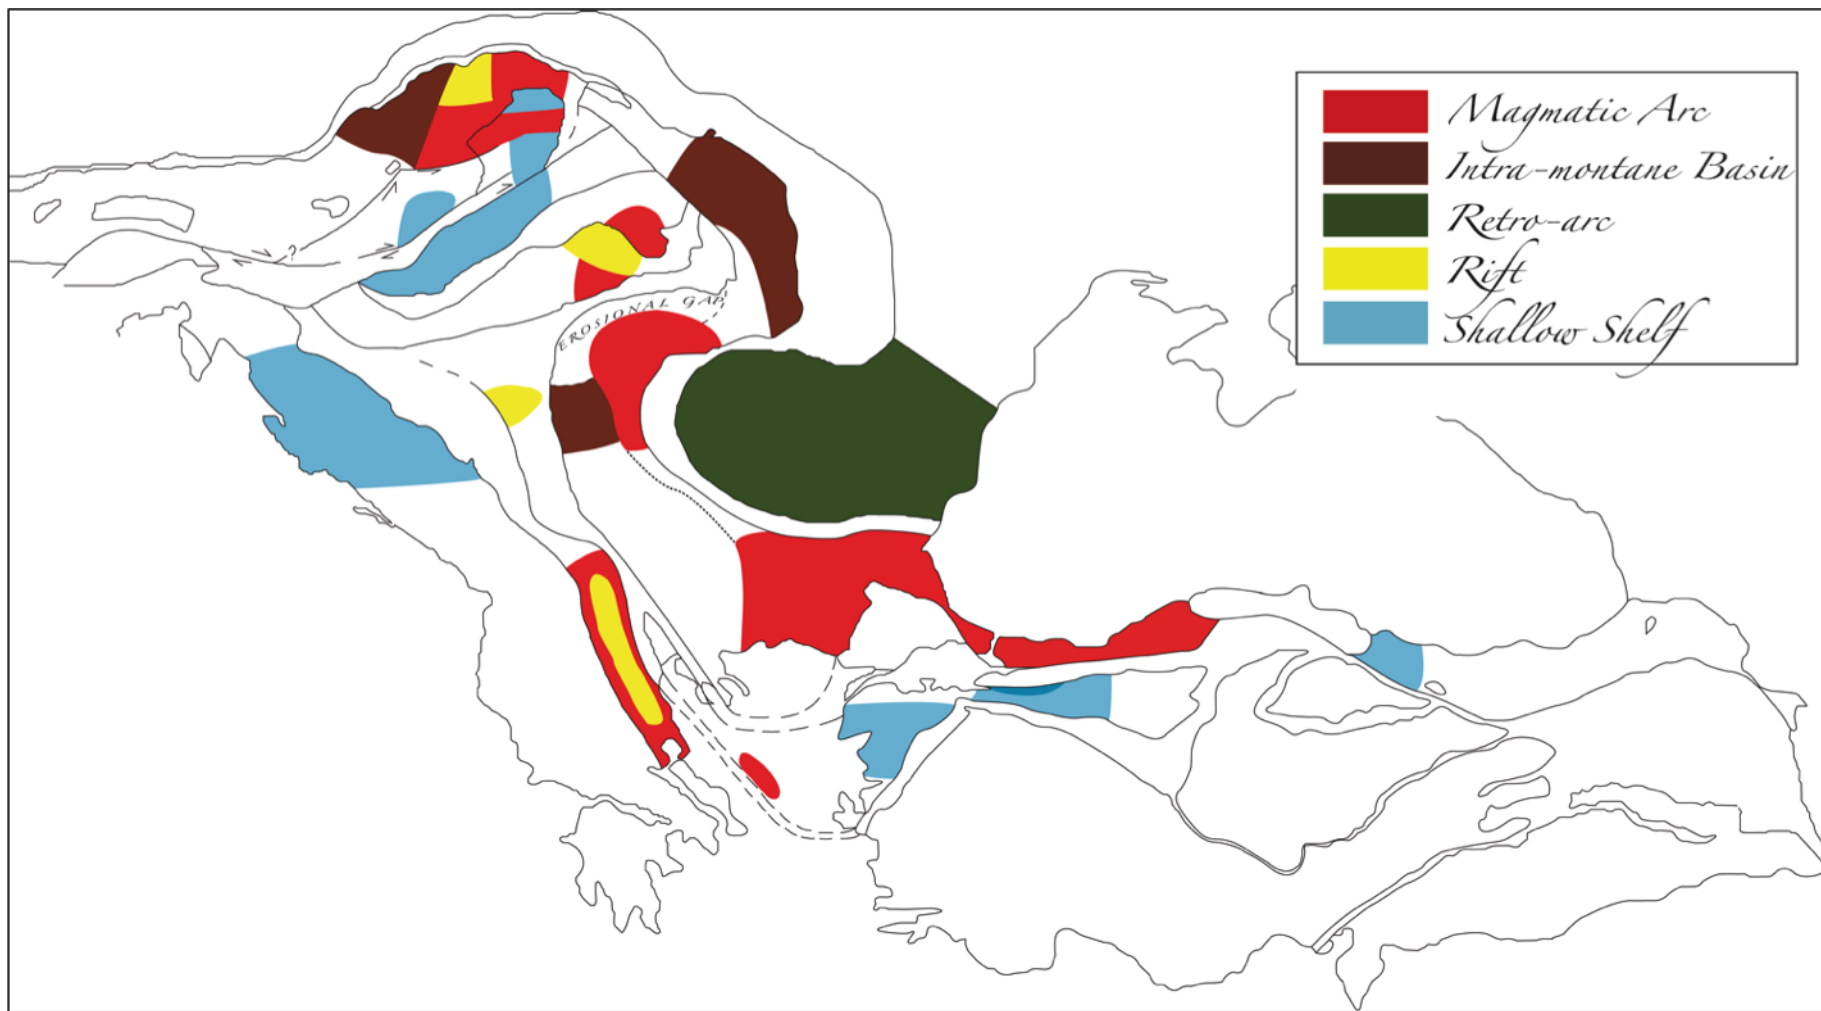 ?
EROSIONAL GAP
Magmatic Arc
Intra-montane Basin
Retro-arc
Rift
Shallow Shelf